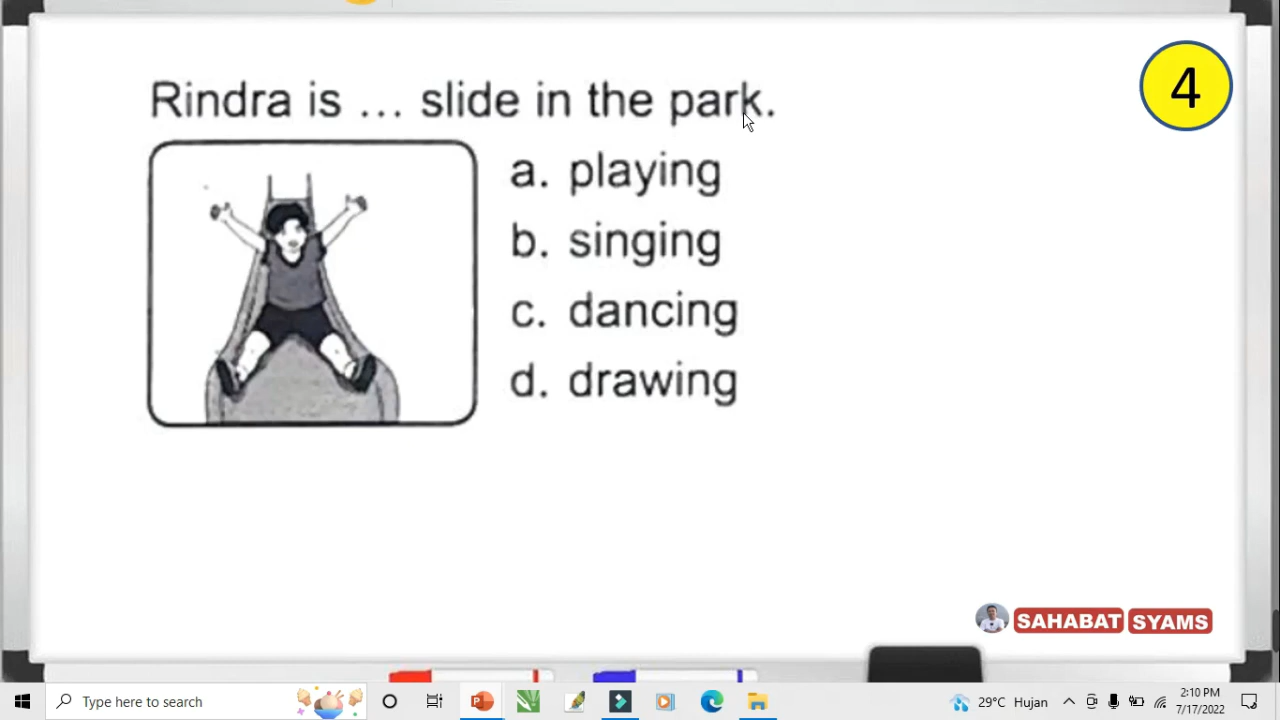 Rindra is ... slide in the park.
4
a. playing
b. singing
c. dancing
d. drawing
SAHABAT SYAMS
Type here to search
29°C Hujan
2:10 PM
7/17/2022